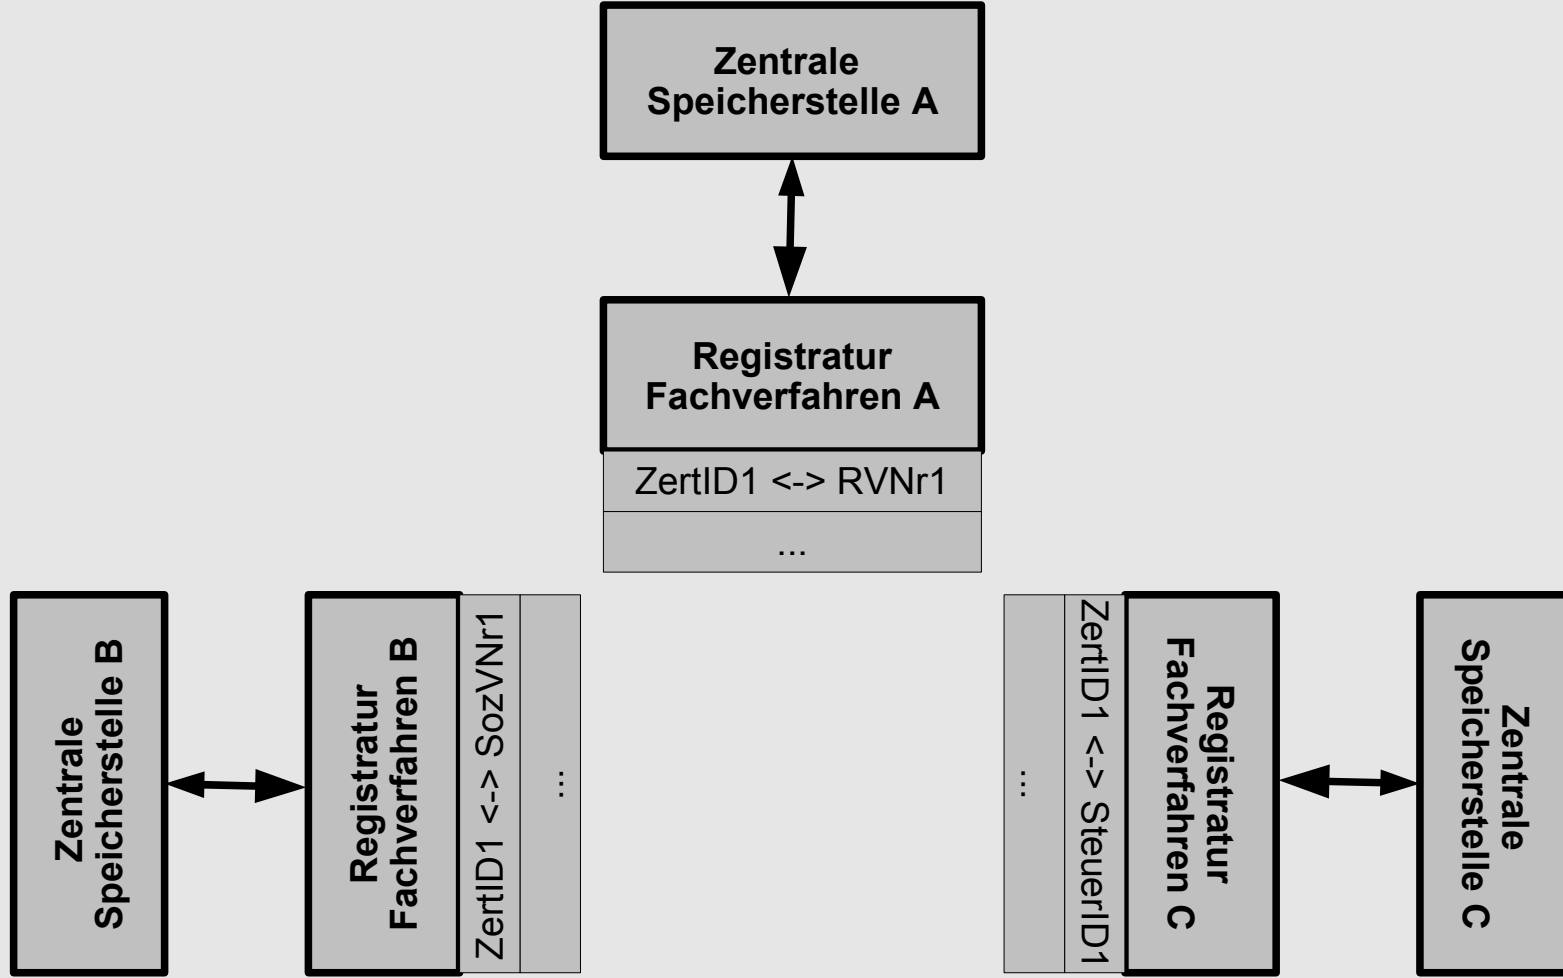 Zentrale
Speicherstelle A
Registratur
Fachverfahren A
ZertID1 <-> RVNr1
...
Zentrale
Speicherstelle B
Registratur
Fachverfahren B
ZertID1 <-> SozVNr1
...
...
ZertID1 <-> SteuerID1
Registratur
Fachverfahren C
Zentrale
Speicherstelle C